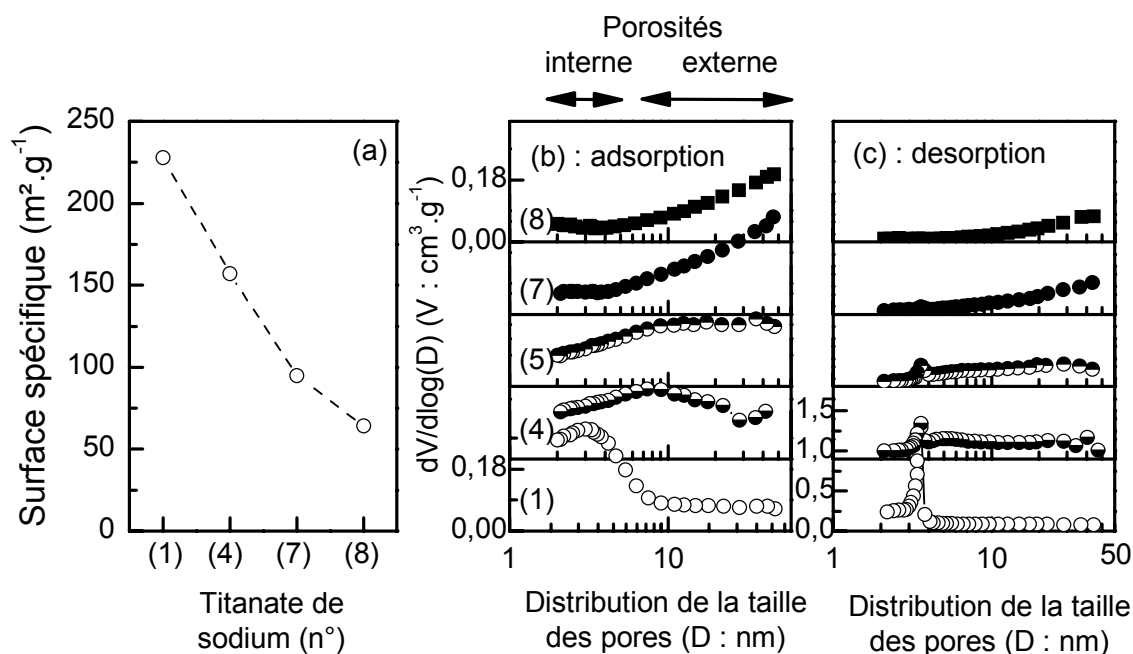 Porosités
interne externe
(a)
250
200
150
100
50
0
Surface spécifique (m².g⁻¹)
(1) (4) (7) (8)
Titanate de
sodium (n°)
(b) : adsorption
dV/dlog(D) (V : cm³.g⁻¹)
0,18
(8)
0,00
(7)
(5)
(4)
0,18
(1)
0,00
1 10
Distribution de la taille
des pores (D : nm)
(c) : desorption
1,5
1,0
0,5
0,0
1 10 50
Distribution de la taille
des pores (D : nm)